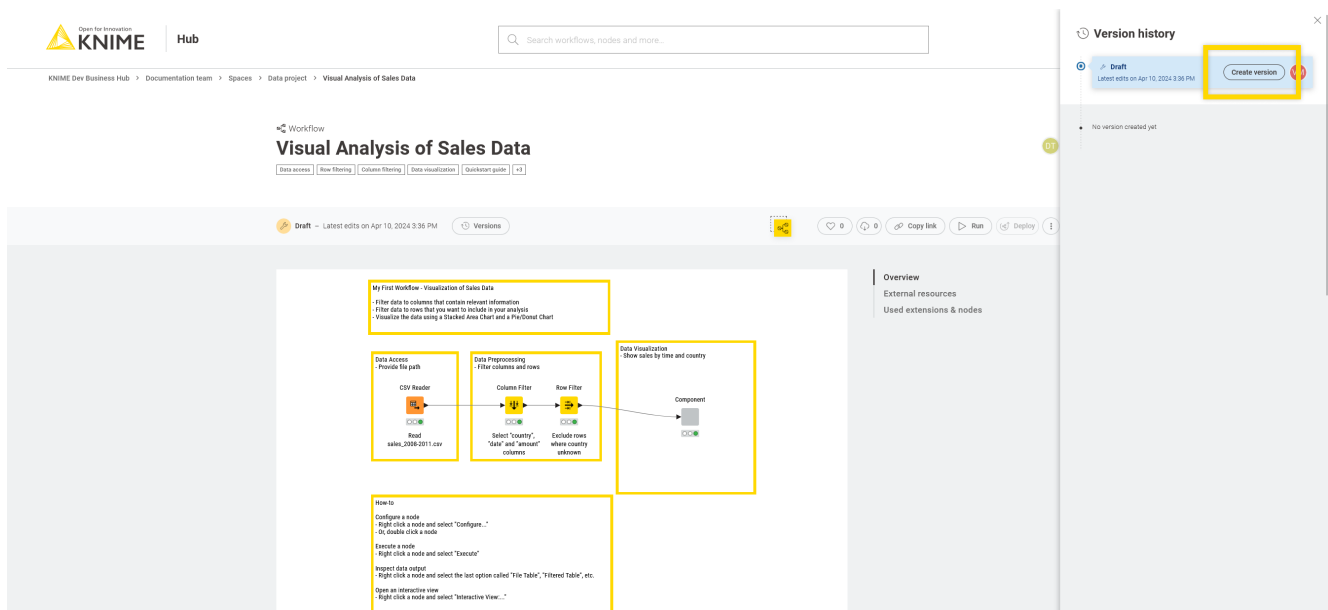 Open for Innovation
KNIME
Hub
Search workflows, nodes and more...
KNIME Dev Business Hub > Documentation team > Spaces > Data project > Visual Analysis of Sales Data
Workflow
Visual Analysis of Sales Data
Data access Row filtering Column filtering Data visualization Quickstart guide +3
DT
Draft – Latest edits on Apr 10, 2024 3:36 PM Versions
0 0 Copy link Run Deploy
My First Workflow - Visualization of Sales Data
- Filter data to columns that contain relevant information
- Filter data to rows that you want to include in your analysis
- Visualize the data using a Stacked Area Chart and a Pie/Donut Chart
Data Access
- Provide file path
CSV Reader
Read
sales_2008-2011.csv
Data Preprocessing
- Filter columns and rows
Column Filter
Select "country",
"date" and "amount"
columns
Row Filter
Exclude rows
where country
unknown
Data Visualization
- Show sales by time and country
Component
How-to
Configure a node
- Right click a node and select "Configure..."
- Or, double click a node
Execute a node
- Right click a node and select "Execute"
Inspect data output
- Right click a node and select the last option called "File Table", "Filtered Table", etc.
Open an interactive view
- Right click a node and select "Interactive View:..."
Overview
External resources
Used extensions & nodes
Version history
Draft
Latest edits on Apr 10, 2024 3:36 PM
Create version
No version created yet